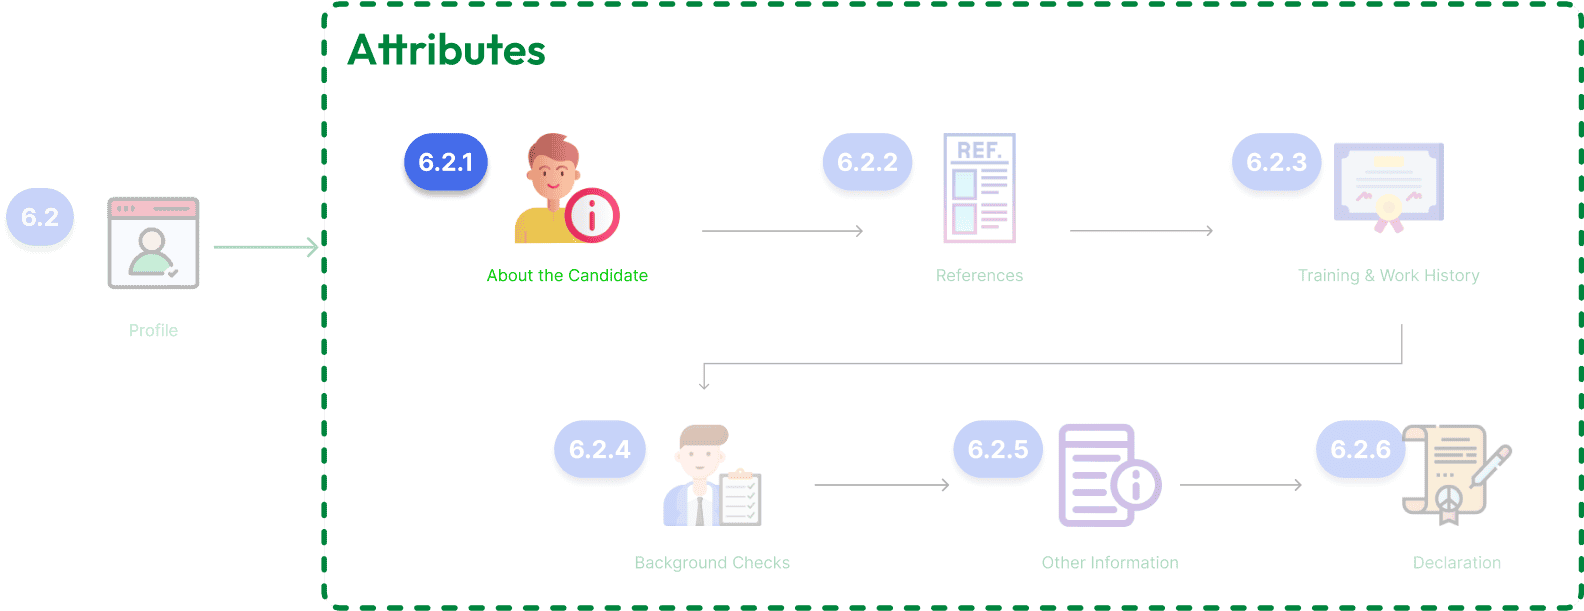 Attributes
6.2
Profile
6.2.1
About the Candidate
6.2.2
REF.
References
6.2.3
Training & Work History
6.2.4
Background Checks
6.2.5
Other Information
6.2.6
Declaration